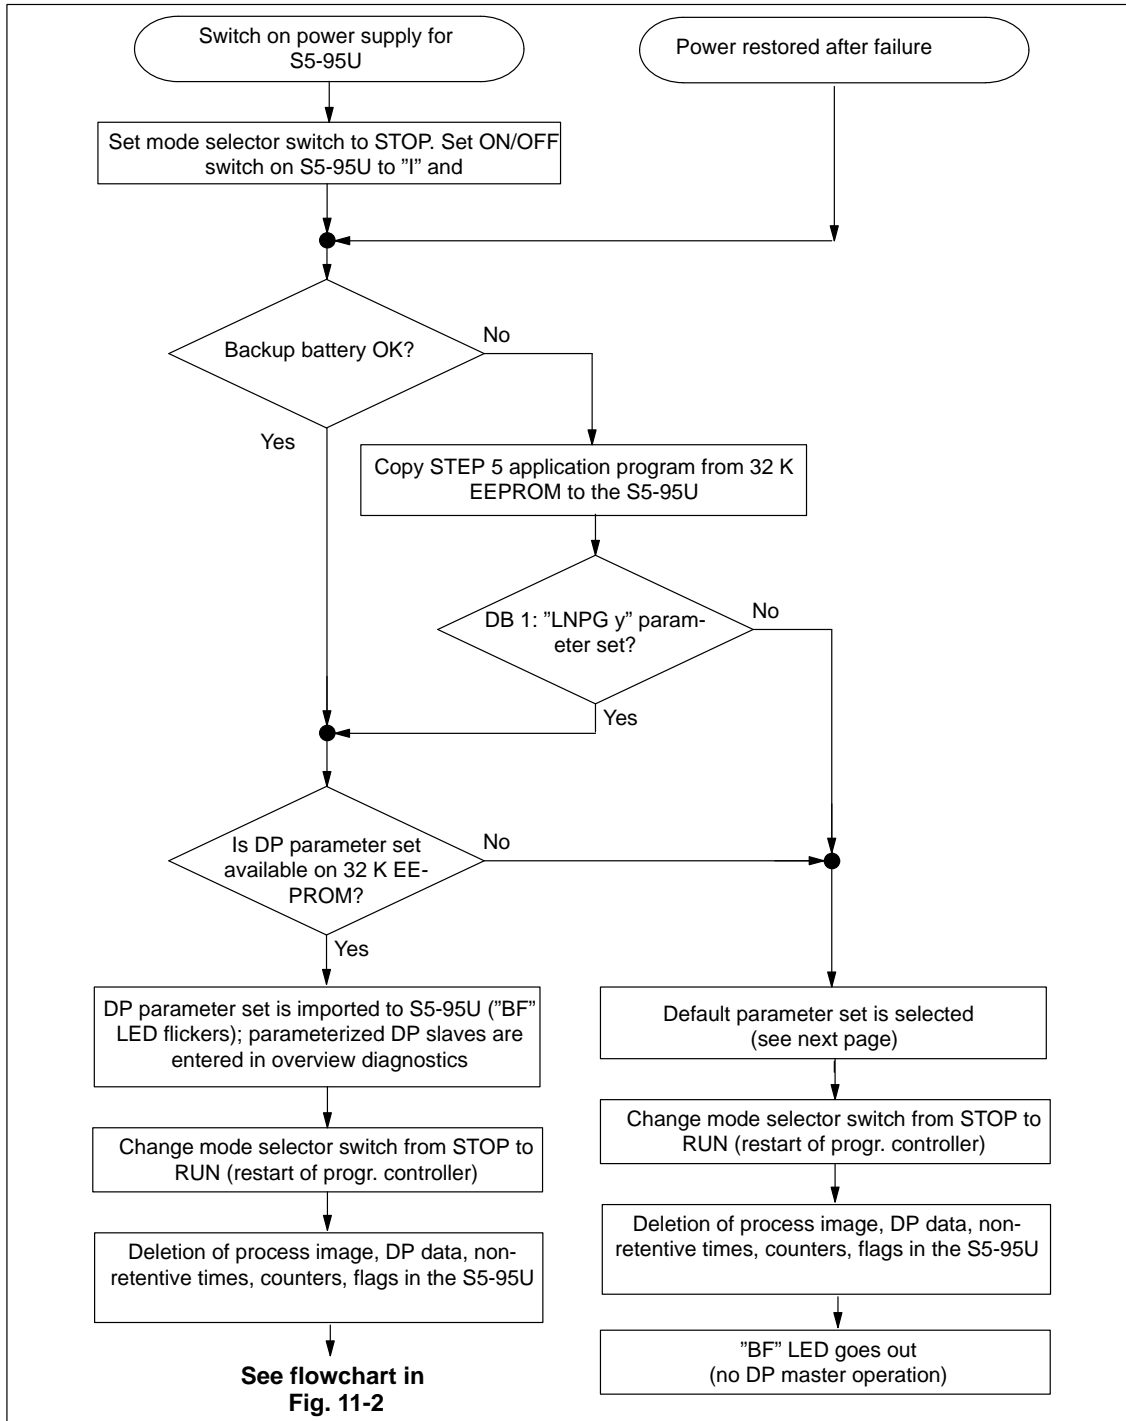 Switch on power supply for
S5-95U
Power restored after failure
Set mode selector switch to STOP. Set ON/OFF
switch on S5-95U to ”I” and
Backup battery OK?
No
Yes
Copy STEP 5 application program from 32 K
EEPROM to the S5-95U
DB 1: ”LNPG y” param-
eter set?
No
Yes
Is DP parameter set
available on 32 K EE-
PROM?
No
Yes
DP parameter set is imported to S5-95U (”BF”
LED flickers); parameterized DP slaves are
entered in overview diagnostics
Default parameter set is selected
(see next page)
Change mode selector switch from STOP to
RUN (restart of progr. controller)
Change mode selector switch from STOP to
RUN (restart of progr. controller)
Deletion of process image, DP data, non-
retentive times, counters, flags in the S5-95U
Deletion of process image, DP data, non-
retentive times, counters, flags in the S5-95U
”BF” LED goes out
(no DP master operation)
See flowchart in
Fig. 11-2